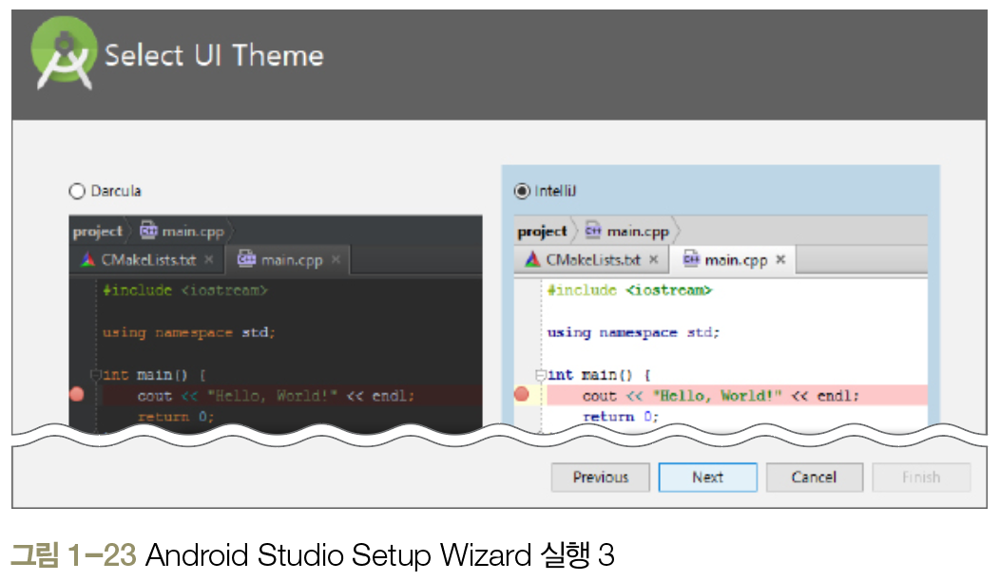 Select UI Theme
Darcula
project main.cpp
CMakeLists.txt × main.cpp ×
#include <iostream>
using namespace std;
int main() {
cout << "Hello, World!" << endl;
return 0;
IntelliJ
project main.cpp
CMakeLists.txt × main.cpp ×
#include <iostream>
using namespace std;
int main() {
cout << "Hello, World!" << endl;
return 0;
Previous Next Cancel Finish
그림 1-23 Android Studio Setup Wizard 실행 3